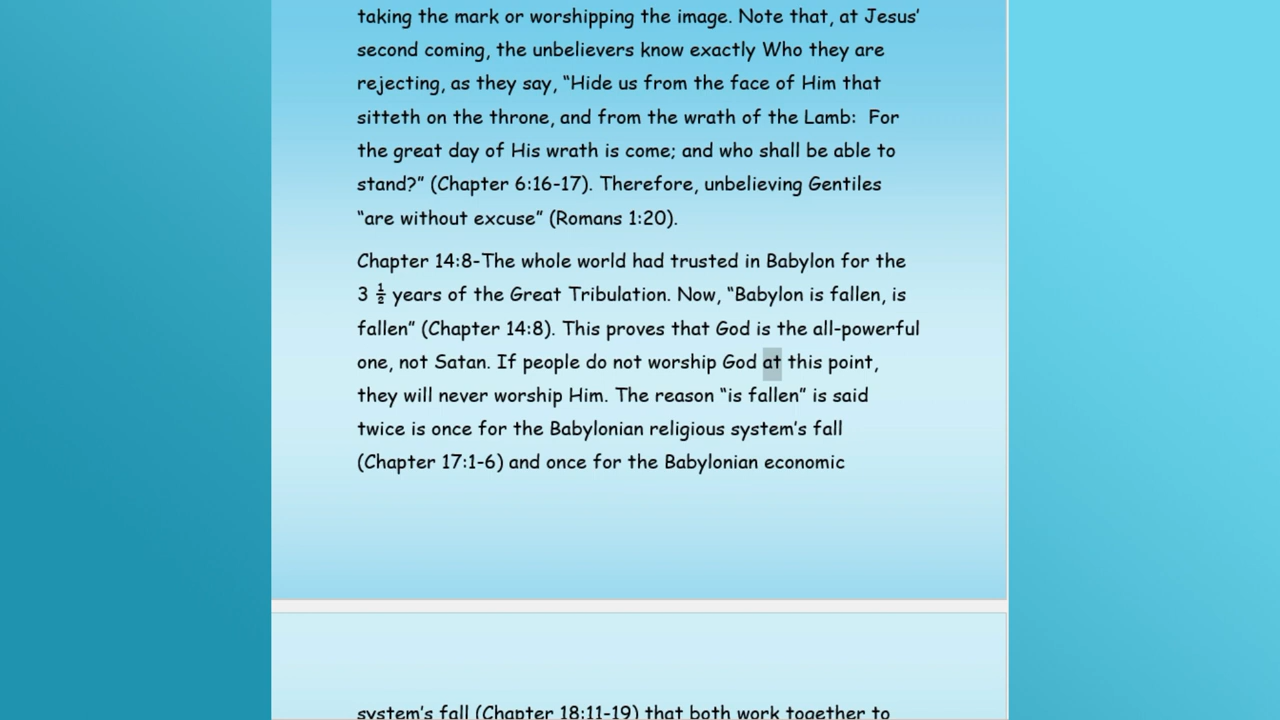 taking the mark or worshipping the image. Note that, at Jesus’
second coming, the unbelievers know exactly Who they are
rejecting, as they say, “Hide us from the face of Him that
sitteth on the throne, and from the wrath of the Lamb:  For
the great day of His wrath is come; and who shall be able to
stand?” (Chapter 6:16-17). Therefore, unbelieving Gentiles
“are without excuse” (Romans 1:20).
Chapter 14:8-The whole world had trusted in Babylon for the
3 ½ years of the Great Tribulation. Now, “Babylon is fallen, is
fallen” (Chapter 14:8). This proves that God is the all-powerful
one, not Satan. If people do not worship God at this point,
they will never worship Him. The reason “is fallen” is said
twice is once for the Babylonian religious system’s fall
(Chapter 17:1-6) and once for the Babylonian economic
system’s fall (Chapter 18:11-19) that both work together to